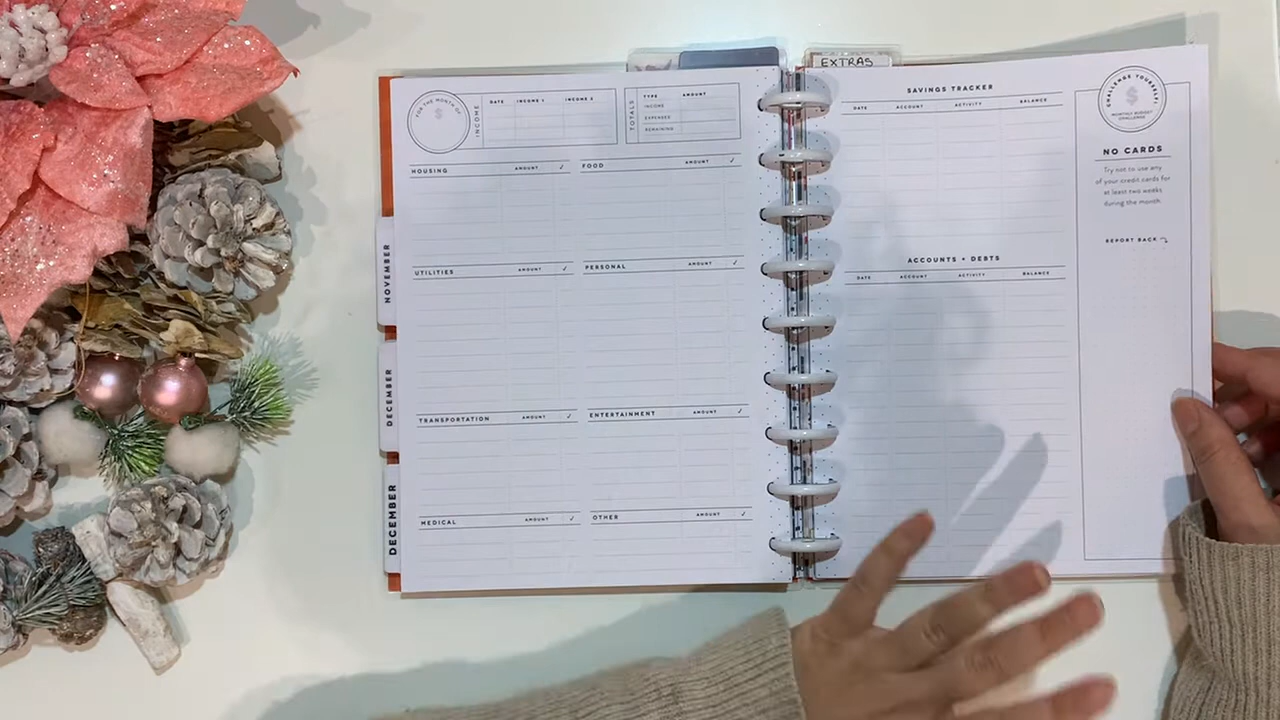 EXTRAS
FOR THE MONTH OF
$
INCOME
DATE INCOME 1 INCOME 2
TOTALS
TYPE AMOUNT
INCOME
EXPENSES
REMAINING
HOUSING AMOUNT ✓
FOOD AMOUNT ✓
UTILITIES AMOUNT ✓
PERSONAL AMOUNT ✓
TRANSPORTATION AMOUNT ✓
ENTERTAINMENT AMOUNT ✓
MEDICAL AMOUNT ✓
OTHER AMOUNT ✓
NOVEMBER
DECEMBER
DECEMBER
SAVINGS TRACKER
DATE ACCOUNT ACTIVITY BALANCE
ACCOUNTS + DEBTS
DATE ACCOUNT ACTIVITY BALANCE
CHALLENGE YOURSELF!
$
MONTHLY BUDGET
CHALLENGE
NO CARDS
Try not to use any
of your credit cards for
at least two weeks
during the month.
REPORT BACK